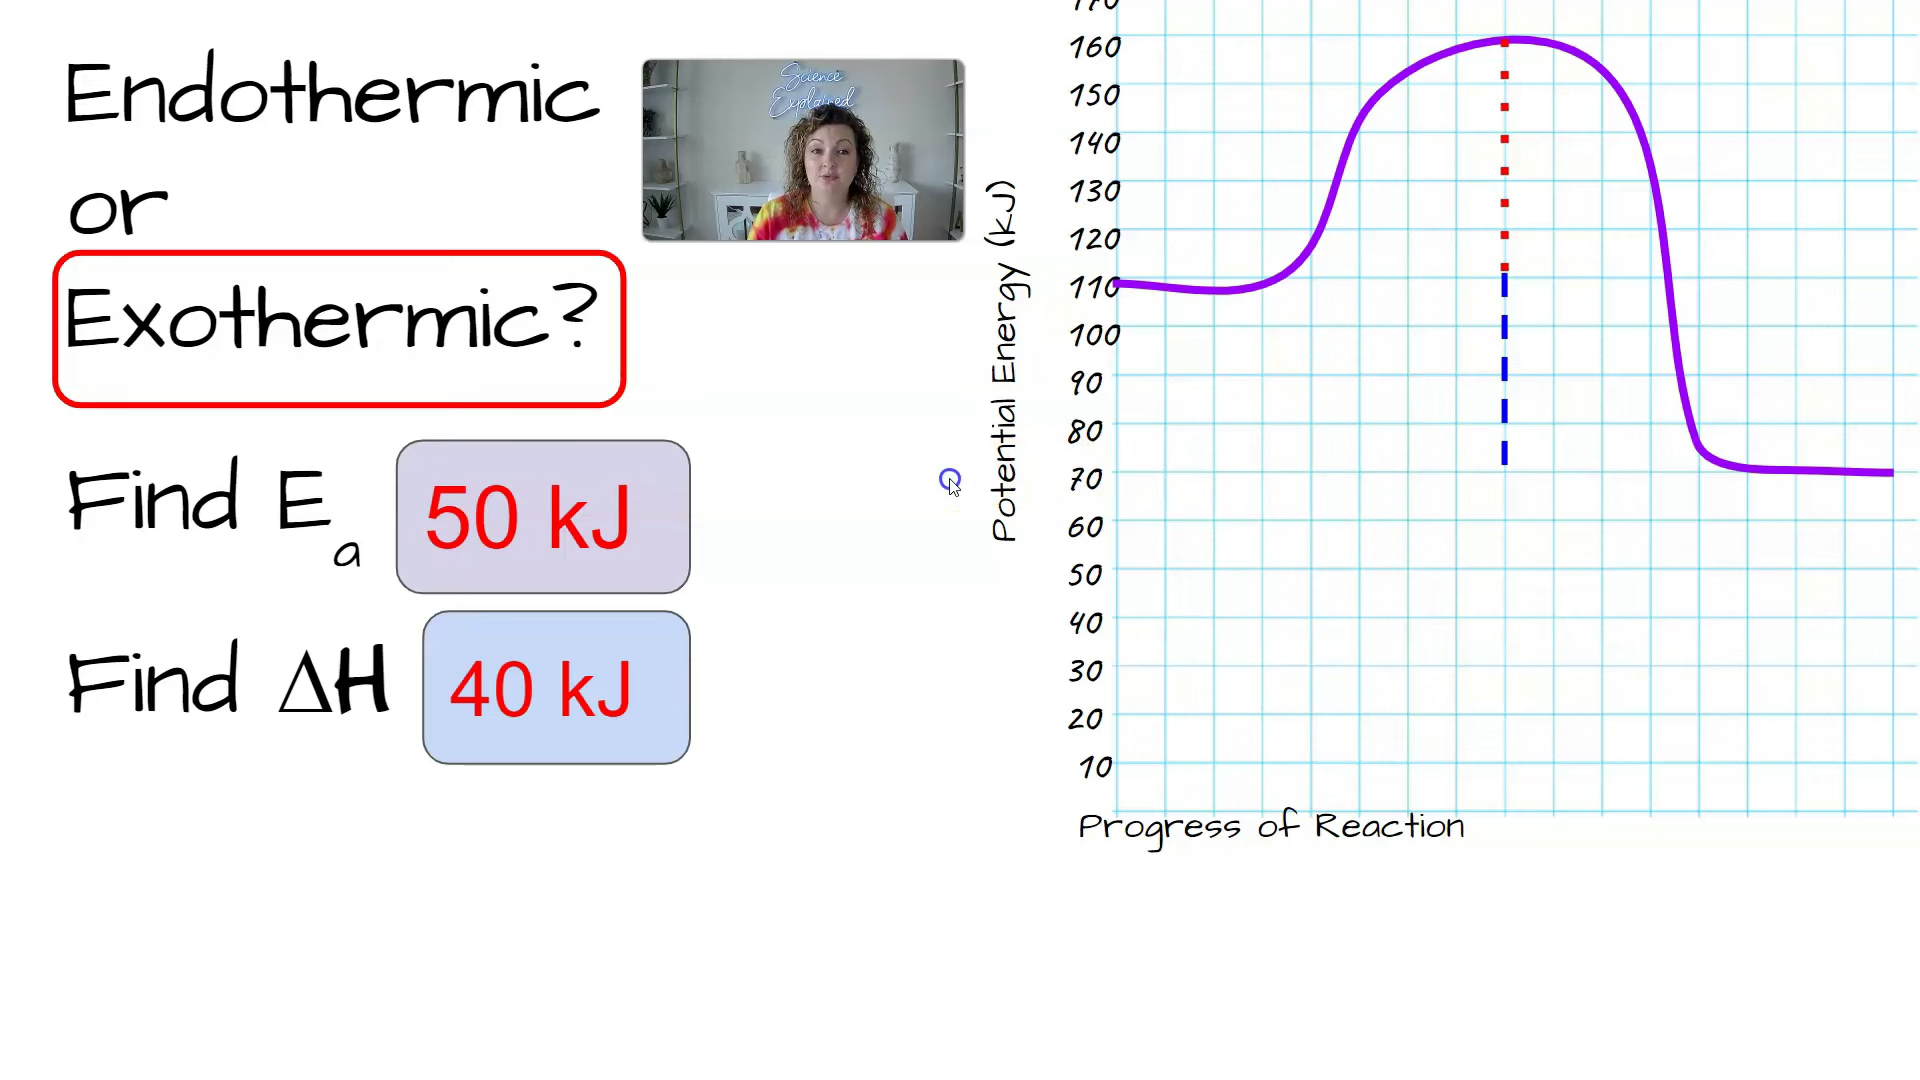 Endothermic
or
Exothermic?
Find Ea
50 kJ
Find ΔH
40 kJ
Science
Explained
Potential Energy (kJ)
170
160
150
140
130
120
110
100
90
80
70
60
50
40
30
20
10
Progress of Reaction